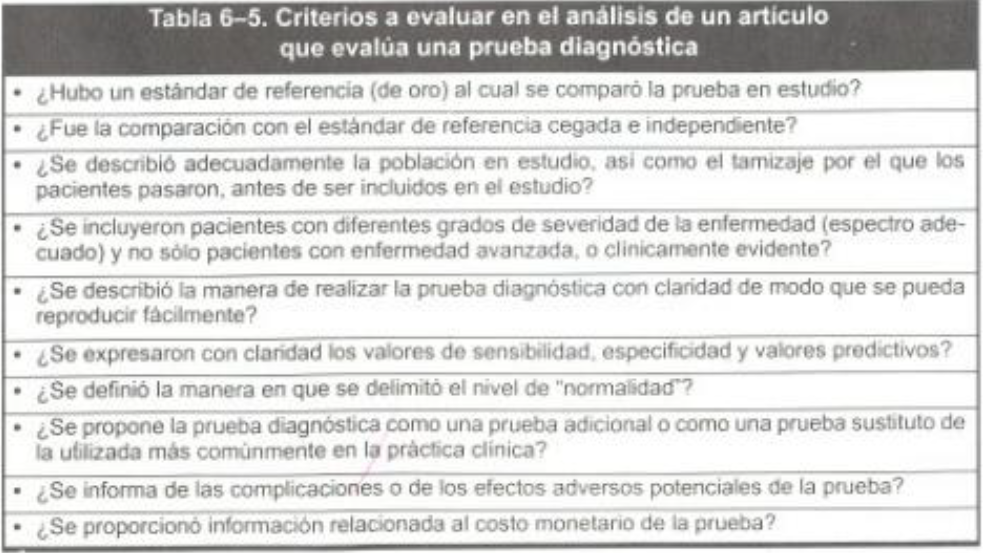 Tabla 6–5. Criterios a evaluar en el análisis de un artículo
que evalúa una prueba diagnóstica
• ¿Hubo un estándar de referencia (de oro) al cual se comparó la prueba en estudio?
• ¿Fue la comparación con el estándar de referencia cegada e independiente?
• ¿Se describió adecuadamente la población en estudio, así como el tamizaje por el que los
pacientes pasaron, antes de ser incluidos en el estudio?
• ¿Se incluyeron pacientes con diferentes grados de severidad de la enfermedad (espectro ade-
cuado) y no sólo pacientes con enfermedad avanzada, o clínicamente evidente?
• ¿Se describió la manera de realizar la prueba diagnóstica con claridad de modo que se pueda
reproducir fácilmente?
• ¿Se expresaron con claridad los valores de sensibilidad, especificidad y valores predictivos?
• ¿Se definió la manera en que se delimitó el nivel de "normalidad"?
• ¿Se propone la prueba diagnóstica como una prueba adicional o como una prueba sustituto de
la utilizada más comúnmente en la práctica clínica?
• ¿Se informa de las complicaciones o de los efectos adversos potenciales de la prueba?
• ¿Se proporcionó información relacionada al costo monetario de la prueba?